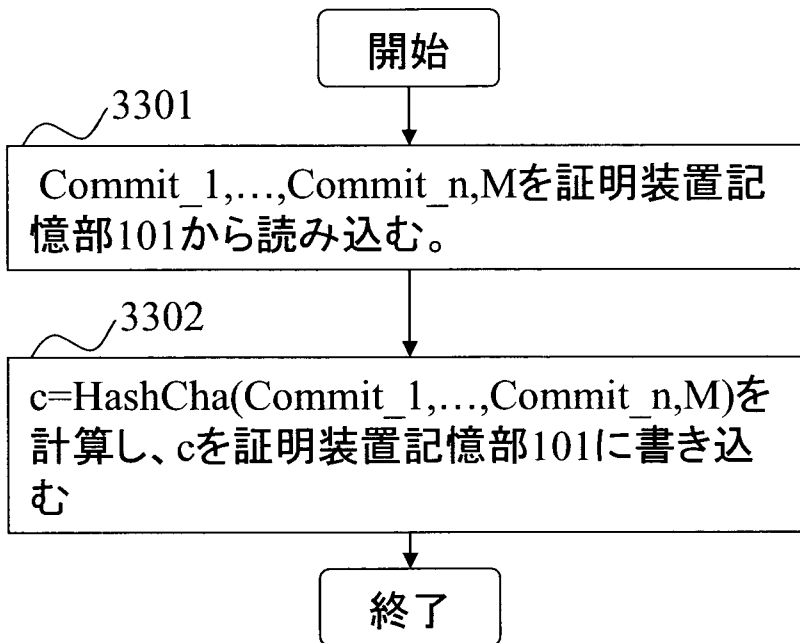 開始
3301
Commit_1,…,Commit_n,Mを証明装置記
憶部101から読み込む。
3302
c=HashCha(Commit_1,…,Commit_n,M)を
計算し、cを証明装置記憶部101に書き込
む
終了